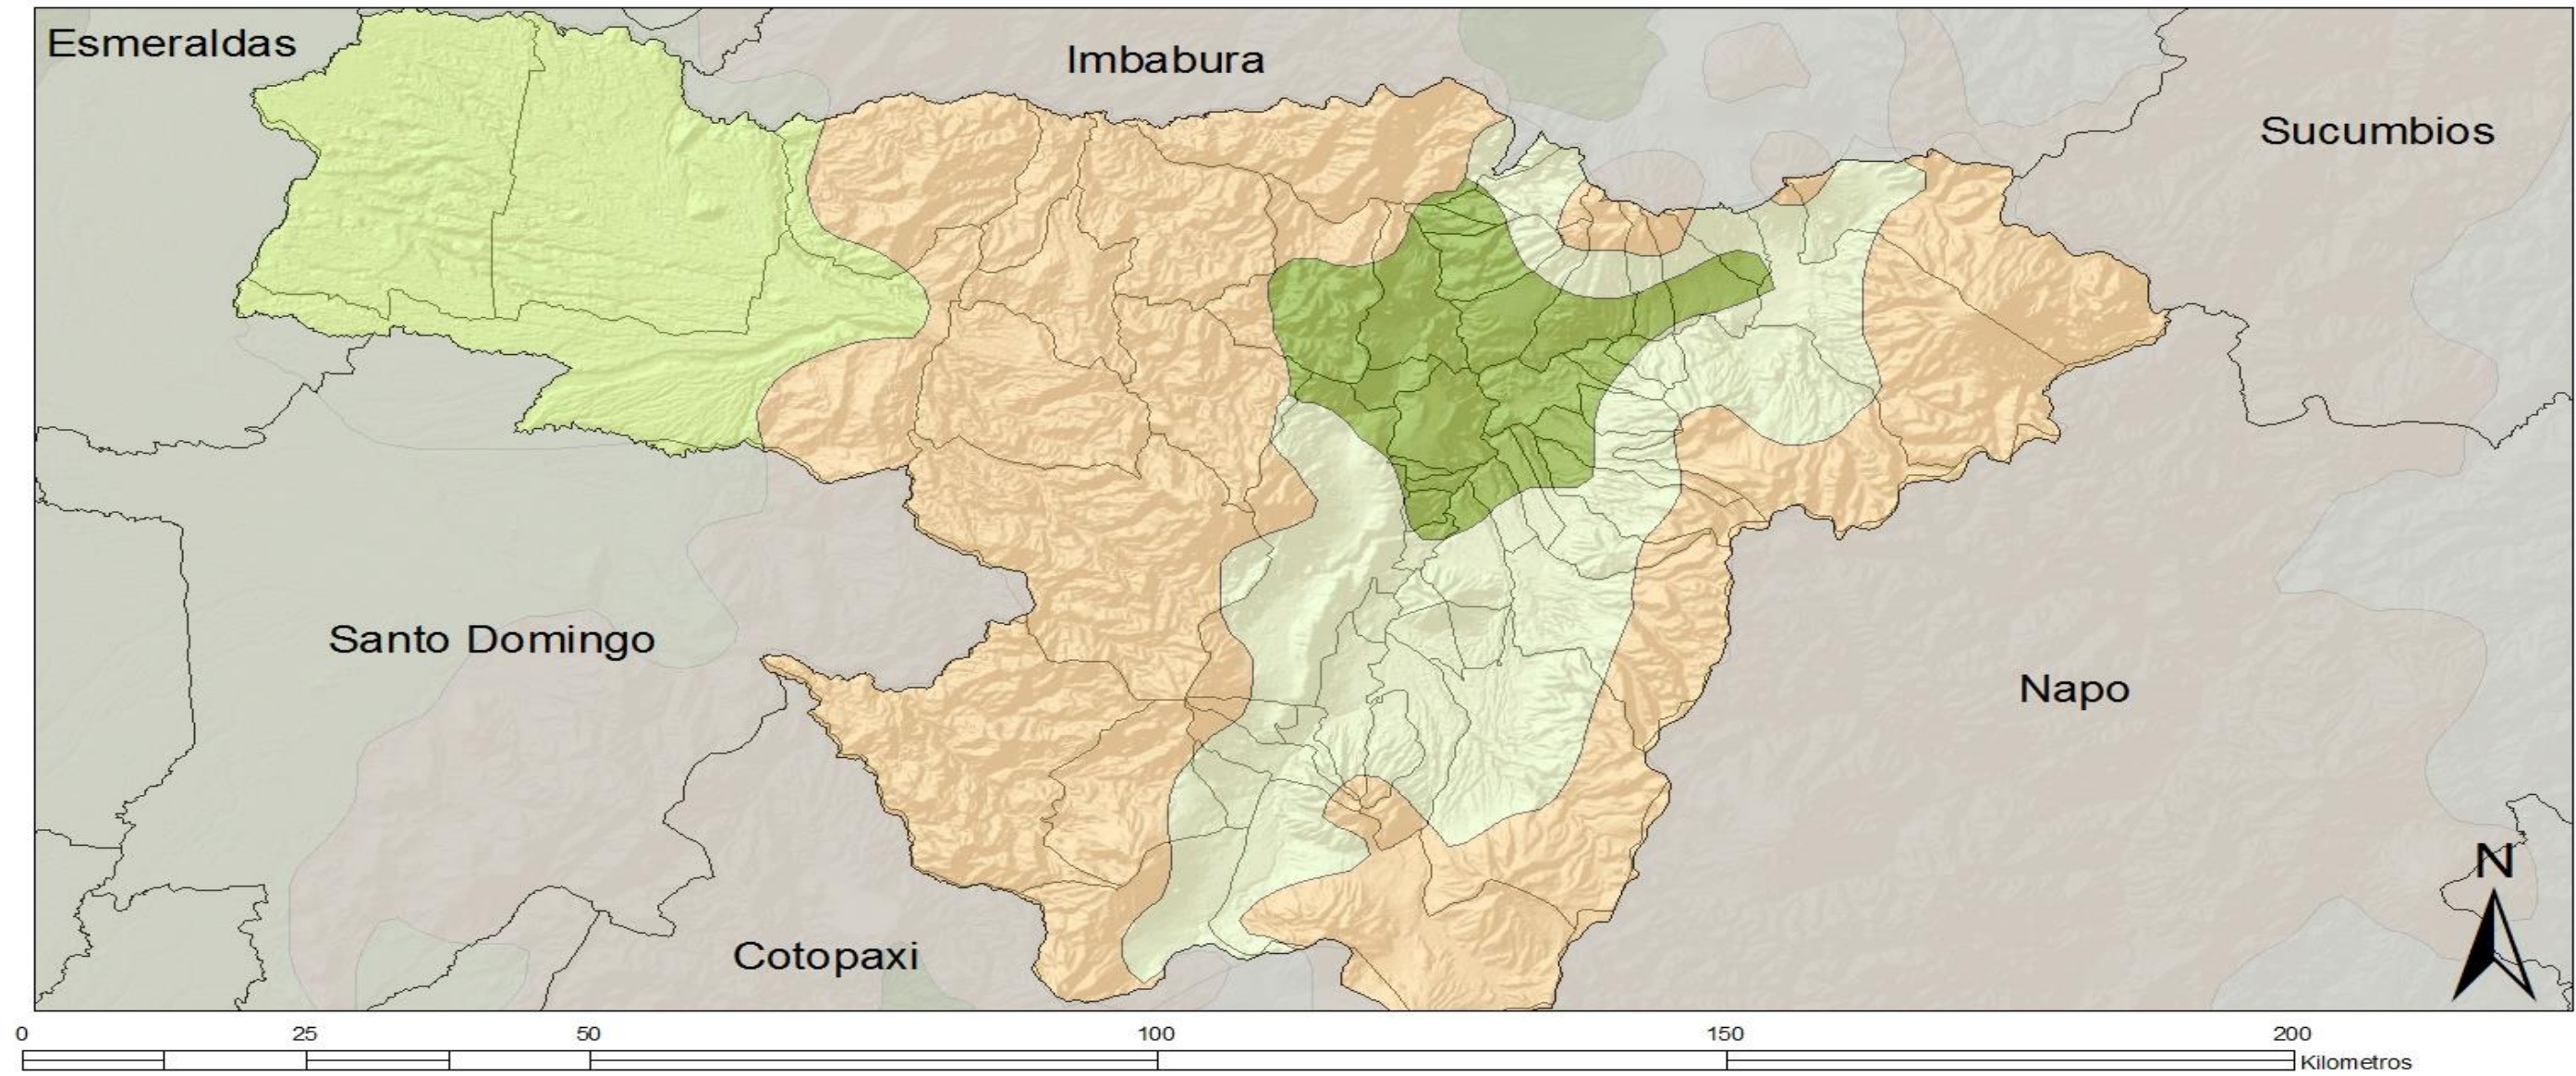 Esmeraldas
Imbabura
Sucumbios
Santo Domingo
Napo
Cotopaxi
N
0 25 50 100 150 200
Kilometros